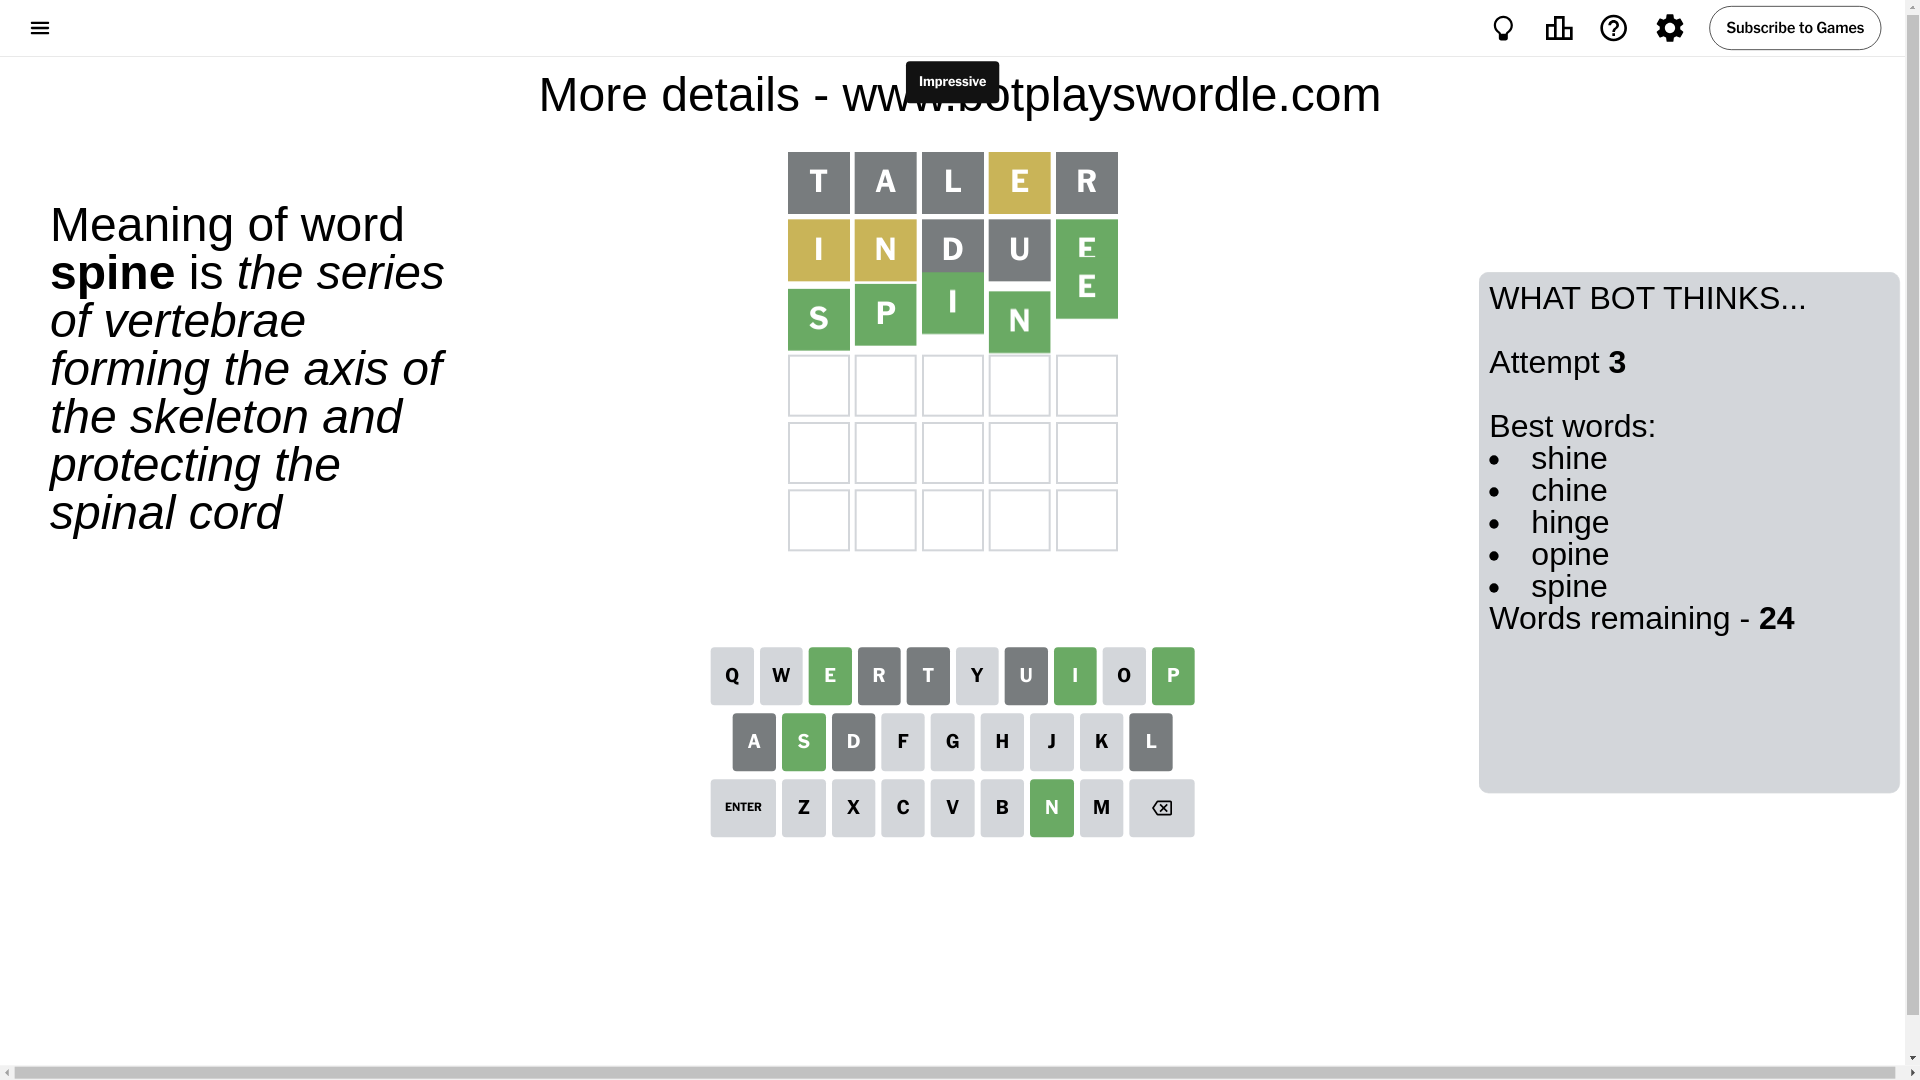 Subscribe to Games
Impressive
More details - www.botplayswordle.com
Meaning of word
spine is the series
of vertebrae
forming the axis of
the skeleton and
protecting the
spinal cord
T A L E R
I N D U E
S P I N E
WHAT BOT THINKS...
Attempt 3
Best words:
• shine
• chine
• hinge
• opine
• spine
Words remaining - 24
Q W E R T Y U I O P
A S D F G H J K L
ENTER Z X C V B N M